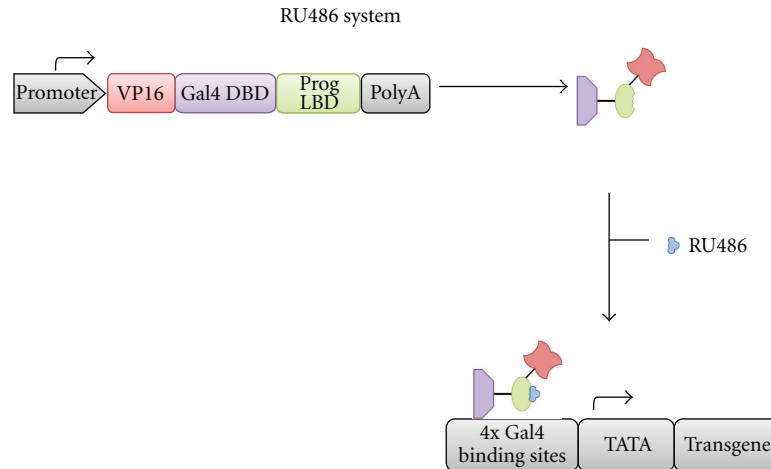 RU486 system
Promoter
VP16
Gal4 DBD
Prog
LBD
PolyA
RU486
4x Gal4
binding sites
TATA
Transgene